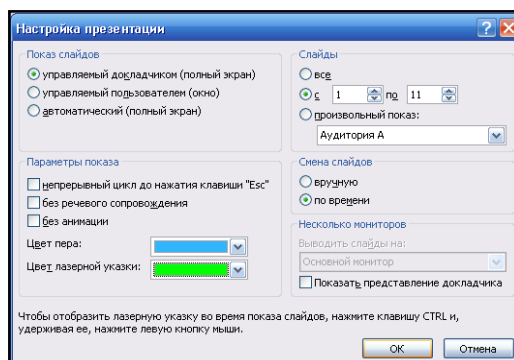 Настройка презентации
Показ слайдов
управляемый докладчиком (полный экран)
управляемый пользователем (окно)
автоматический (полный экран)
Слайды
все
с 1 по 11
произвольный показ:
Аудитория A
Параметры показа
непрерывный цикл до нажатия клавиши "Esc"
без речевого сопровождения
без анимации
Цвет пера:
Цвет лазерной указки:
Смена слайдов
вручную
по времени
Несколько мониторов
Выводить слайды на:
Основной монитор
Показать представление докладчика
Чтобы отобразить лазерную указку во время показа слайдов, нажмите клавишу CTRL и,
удерживая ее, нажмите левую кнопку мыши.
ОК
Отмена